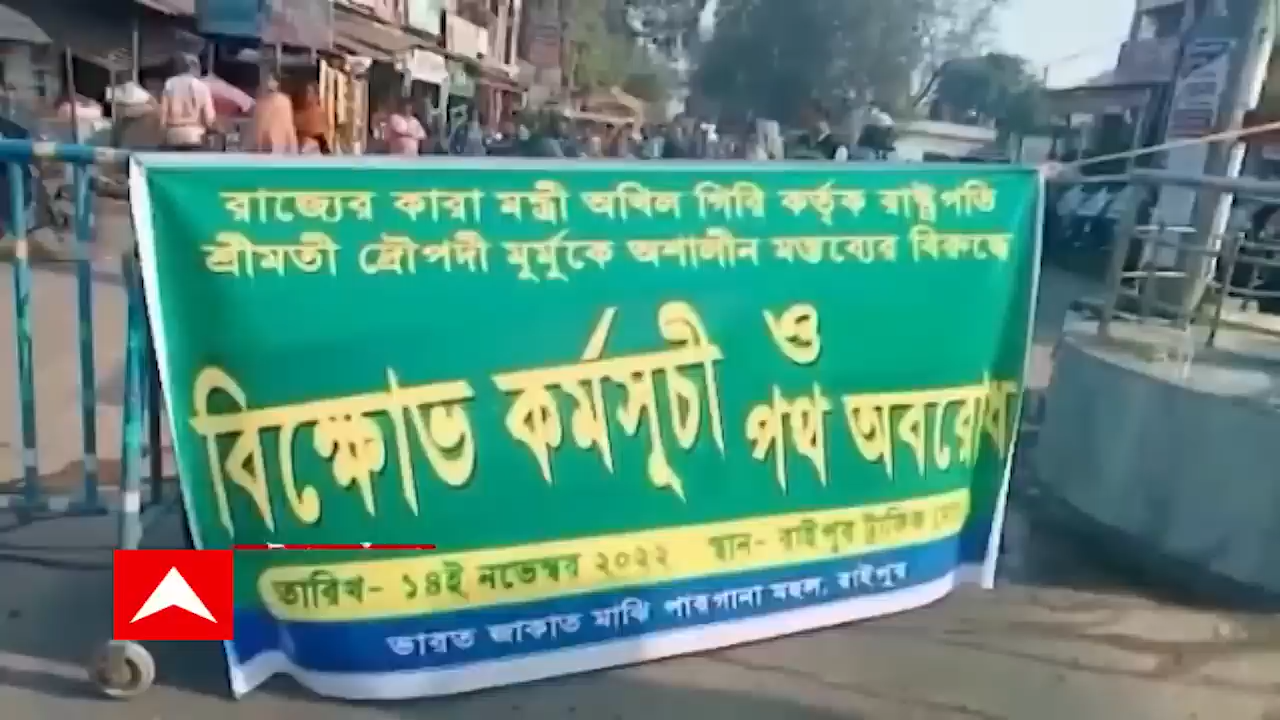 রাজ্যের কারা মন্ত্রী অখিল গিরি কর্তৃক রাষ্ট্রপতি
শ্রীমতী দ্রৌপদী মুর্মুকে অশালীন মন্তব্যের বিরুদ্ধে
বিক্ষোভ কর্মসূচী ও পথ অবরোধ
তারিখ- ১৪ই নভেম্বর ২০২২ স্থান- রাইপুর ট্রাফিক
ভারত জাকাত মাঝি পারগানা মহল, রাইপুর